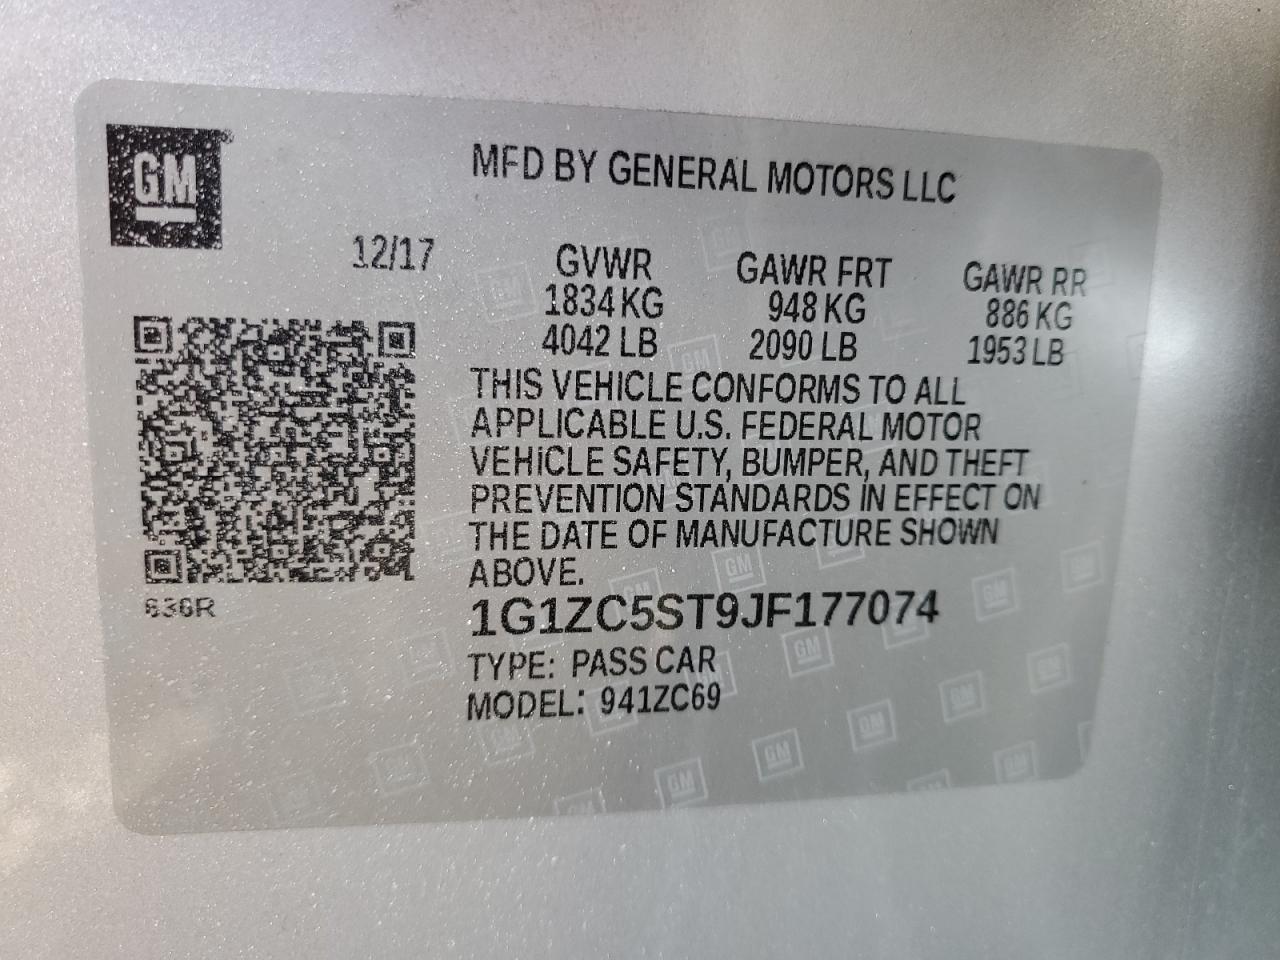 GM
MFD BY GENERAL MOTORS LLC
12/17
GVWR GAWR FRT GAWR RR
1834 KG 948 KG 886 KG
4042 LB 2090 LB 1953 LB
THIS VEHICLE CONFORMS TO ALL
APPLICABLE U.S. FEDERAL MOTOR
VEHICLE SAFETY, BUMPER, AND THEFT
PREVENTION STANDARDS IN EFFECT ON
THE DATE OF MANUFACTURE SHOWN
ABOVE.
636R
1G1ZC5ST9JF177074
TYPE: PASS CAR
MODEL: 941ZC69